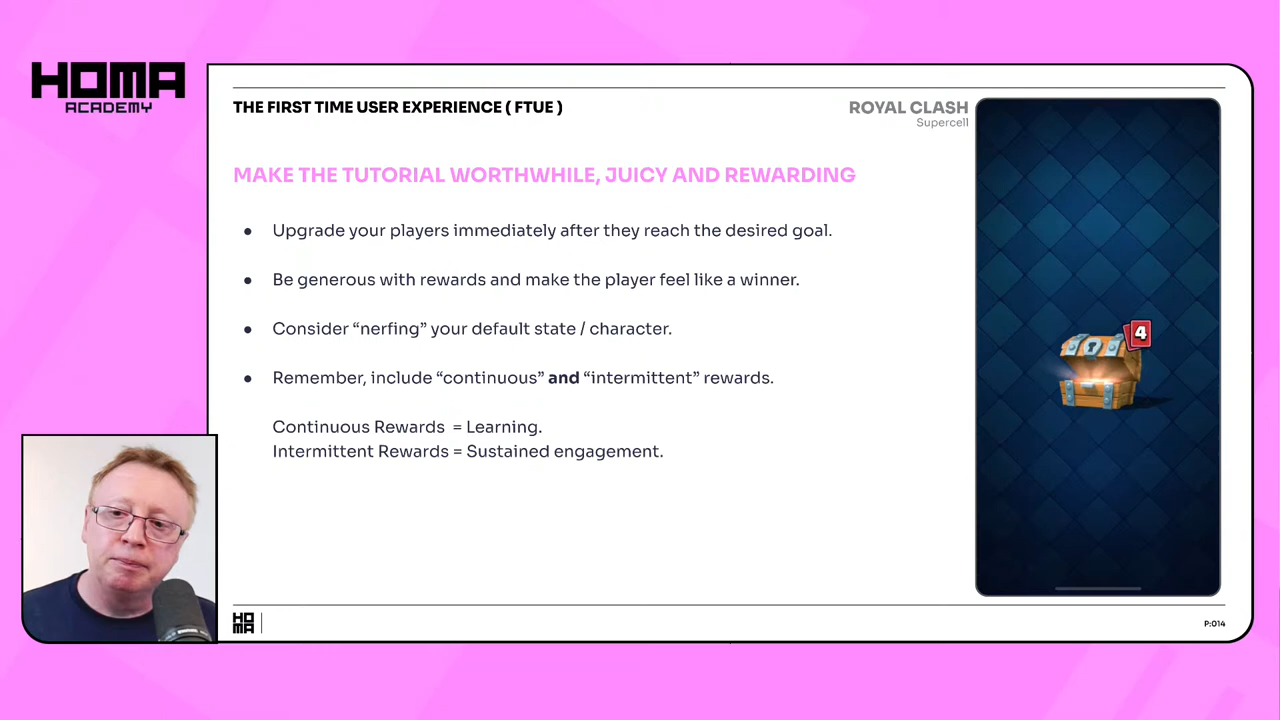 HOMA
ACADEMY
THE FIRST TIME USER EXPERIENCE ( FTUE )
ROYAL CLASH
Supercell
MAKE THE TUTORIAL WORTHWHILE, JUICY AND REWARDING
● Upgrade your players immediately after they reach the desired goal.
● Be generous with rewards and make the player feel like a winner.
● Consider “nerfing” your default state / character.
● Remember, include “continuous” and “intermittent” rewards.
Continuous Rewards  = Learning.
Intermittent Rewards = Sustained engagement.
4
HO
MA
P:014